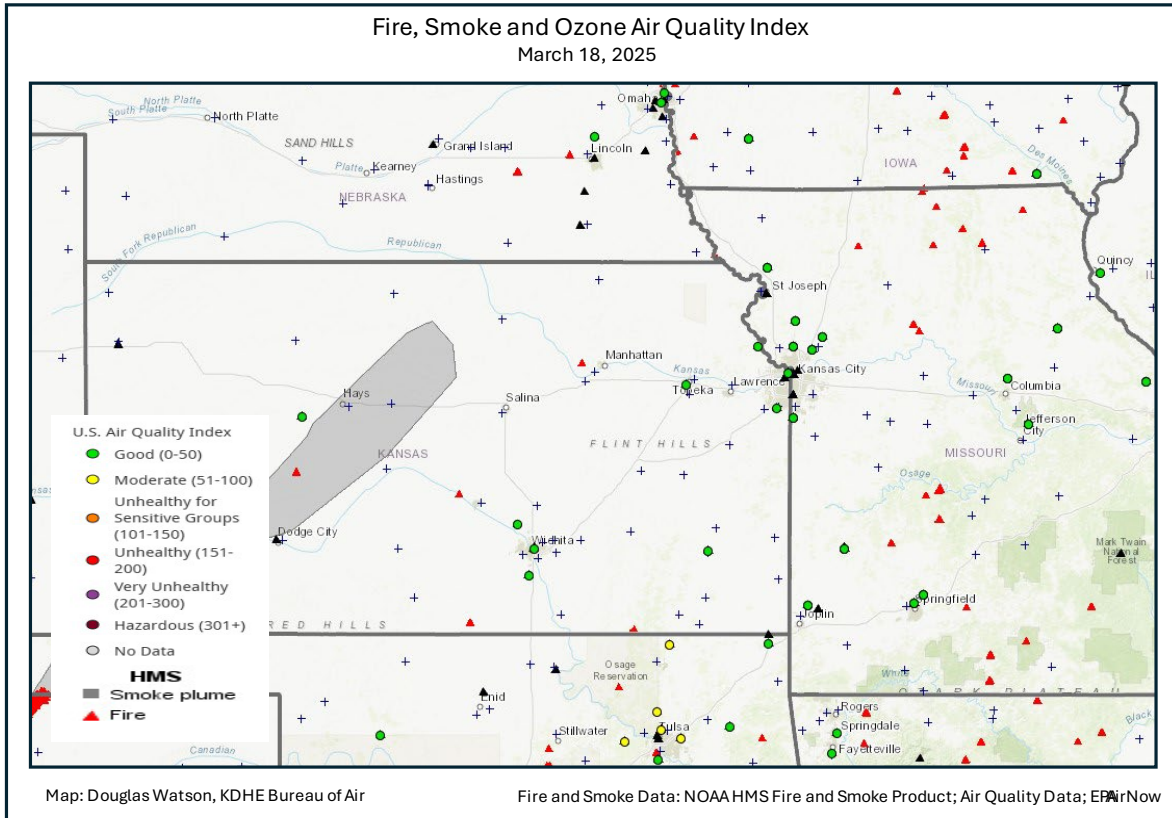 Fire, Smoke and Ozone Air Quality Index
March 18, 2025
North Platte
South Platte
North Platte
SAND HILLS
Platte
Kearney
Grand Island
Hastings
NEBRASKA
Lincoln
Omaha
IOWA
Des Moines
South Fork Republican
Republican
Quincy
IL
St Joseph
Manhattan
Kansas
Topeka
Lawrence
Kansas City
Missouri
Columbia
Jefferson
City
Hays
Salina
FLINT HILLS
KANSAS
MISSOURI
Osage
Dodge City
Wichita
Mark Twain
National
Forest
Joplin
Springfield
RED HILLS
Osage
Reservation
White
OZARK PLATEAU
Enid
Stillwater
Tulsa
Rogers
Springdale
Fayetteville
Black
Canadian
U.S. Air Quality Index
Good (0-50)
Moderate (51-100)
Unhealthy for
Sensitive Groups
(101-150)
Unhealthy (151-
200)
Very Unhealthy
(201-300)
Hazardous (301+)
No Data
HMS
Smoke plume
Fire
Map: Douglas Watson, KDHE Bureau of Air
Fire and Smoke Data: NOAA HMS Fire and Smoke Product; Air Quality Data; EPA AirNow